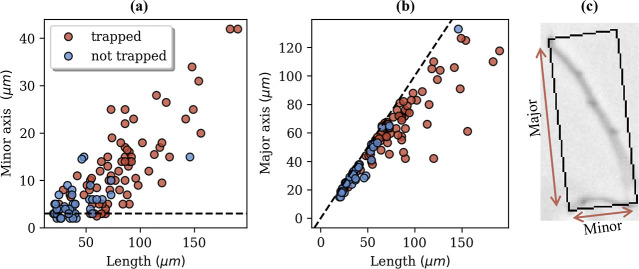 (a)
(b)
(c)
trapped
not trapped
40
30
20
10
0
Minor axis (μm)
50
100
150
Length (μm)
120
100
80
60
40
20
0
Major axis (μm)
0
50
100
150
Length (μm)
Major
Minor